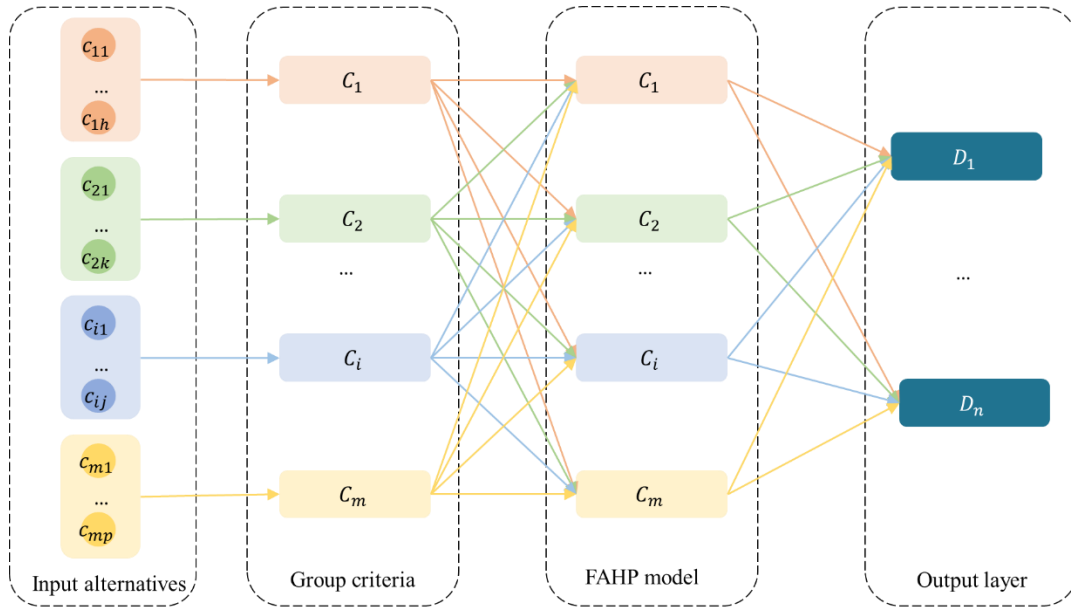 c11
...
c1h
c21
...
c2k
ci1
...
cij
cm1
...
cmp
Input alternatives
C1
C2
...
Ci
Cm
Group criteria
C1
C2
...
Ci
Cm
FAHP model
D1
...
Dn
Output layer